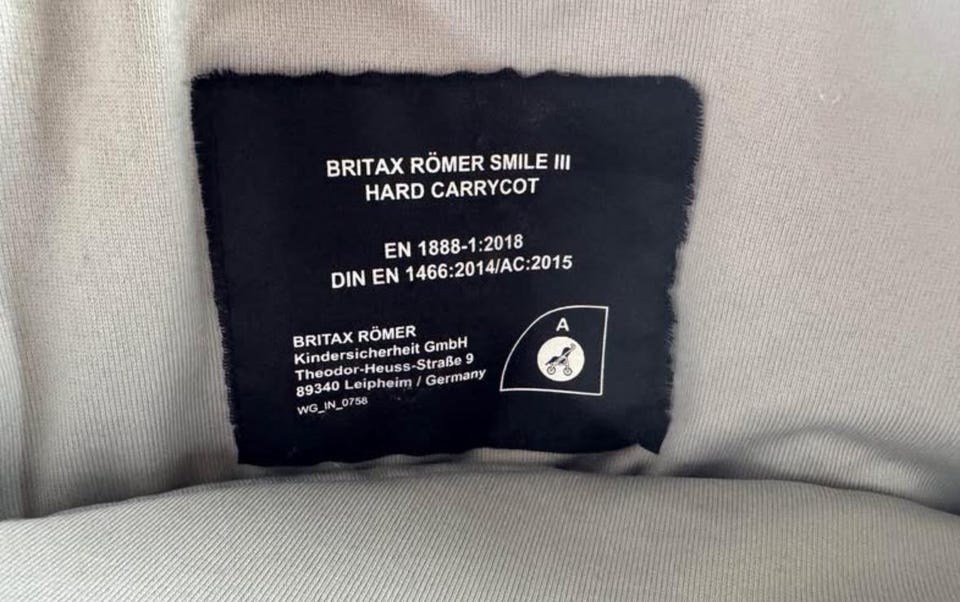 BRITAX RÖMER SMILE III
HARD CARRYCOT
EN 1888-1:2018
DIN EN 1466:2014/AC:2015
BRITAX RÖMER
Kindersicherheit GmbH
Theodor-Heuss-Straße 9
89340 Leipheim / Germany
WG_IN_0758
A